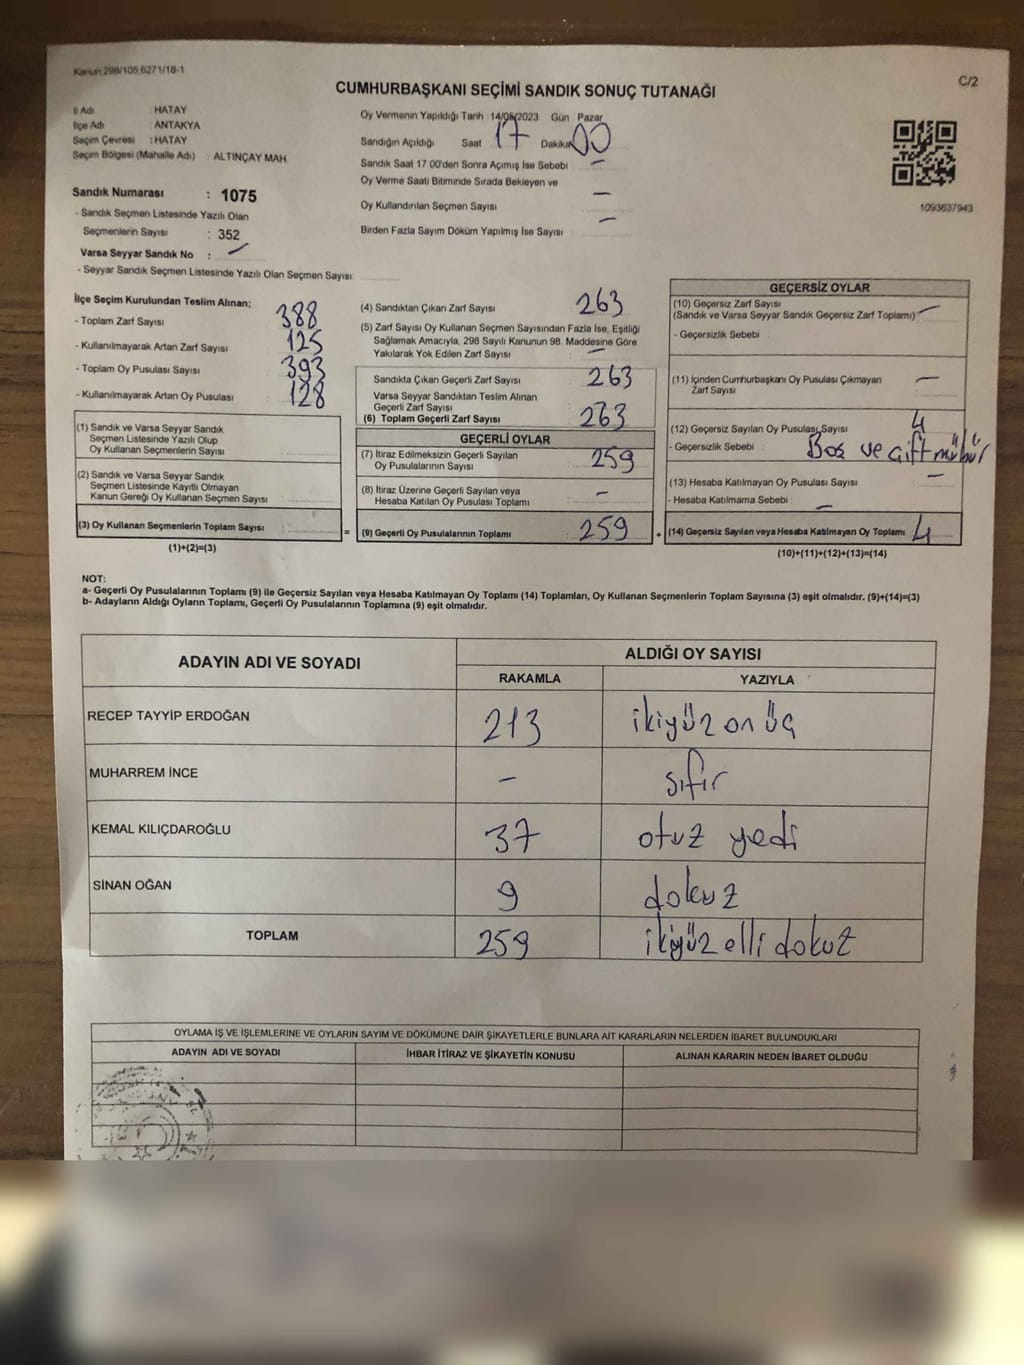 Kanun:298/105,6271/18-1
C/2
CUMHURBAŞKANI SEÇİMİ SANDIK SONUÇ TUTANAĞI
İl Adı : HATAY
İlçe Adı : ANTAKYA
Seçim Çevresi : HATAY
Seçim Bölgesi (Mahalle Adı) : ALTINÇAY MAH.
Sandık Numarası : 1075
- Sandık Seçmen Listesinde Yazılı Olan
Seçmenlerin Sayısı : 352
Varsa Seyyar Sandık No : -
- Seyyar Sandık Seçmen Listesinde Yazılı Olan Seçmen Sayısı:
Oy Vermenin Yapıldığı Tarih 14/05/2023 Gün Pazar
Sandığın Açıldığı Saat 17 Dakika 00
Sandık Saat 17.00'den Sonra Açımış İse Sebebi -
Oy Verme Saati Bitiminde Sırada Bekleyen ve
Oy Kullandırılan Seçmen Sayısı -
Birden Fazla Sayım Döküm Yapılmış İse Sayısı : -
1093637943
İlçe Seçim Kurulundan Teslim Alınan;
- Toplam Zarf Sayısı 388
- Kullanılmayarak Artan Zarf Sayısı 125
- Toplam Oy Pusulası Sayısı 393
- Kullanılmayarak Artan Oy Pusulası 128
(1) Sandık ve Varsa Seyyar Sandık
Seçmen Listesinde Yazılı Olup
Oy Kullanan Seçmenlerin Sayısı :
(2) Sandık ve Varsa Seyyar Sandık
Seçmen Listesinde Kayıtlı Olmayan
Kanun Gereği Oy Kullanan Seçmen Sayısı :
(3) Oy Kullanan Seçmenlerin Toplam Sayısı :
(1)+(2)=(3)
=
(4) Sandıktan Çıkan Zarf Sayısı 263
(5) Zarf Sayısı Oy Kullanan Seçmen Sayısından Fazla İse, Eşitliği
Sağlamak Amacıyla, 298 Sayılı Kanunun 98. Maddesine Göre
Yakılarak Yok Edilen Zarf Sayısı : -
Sandıkta Çıkan Geçerli Zarf Sayısı : 263
Varsa Seyyar Sandıktan Teslim Alınan
Geçerli Zarf Sayısı :
(6) Toplam Geçerli Zarf Sayısı : 263
GEÇERLİ OYLAR
(7) İtiraz Edilmeksizin Geçerli Sayılan
Oy Pusulalarının Sayısı : 259
(8) İtiraz Üzerine Geçerli Sayılan veya
Hesaba Katılan Oy Pusulası Toplamı : -
(9) Geçerli Oy Pusulalarının Toplamı : 259
+
GEÇERSİZ OYLAR
(10) Geçersiz Zarf Sayısı
(Sandık ve Varsa Seyyar Sandık Geçersiz Zarf Toplamı) : -
- Geçersizlik Sebebi :
(11) İçinden Cumhurbaşkanı Oy Pusulası Çıkmayan
Zarf Sayısı : -
(12) Geçersiz Sayılan Oy Pusulası Sayısı : 4
- Geçersizlik Sebebi : Boş ve çift mühür
(13) Hesaba Katılmayan Oy Pusulası Sayısı : -
- Hesaba Katılmama Sebebi : -
(14) Geçersiz Sayılan veya Hesaba Katılmayan Oy Toplamı : 4
(10)+(11)+(12)+(13)=(14)
NOT:
a- Geçerli Oy Pusulalarının Toplamı (9) ile Geçersiz Sayılan veya Hesaba Katılmayan Oy Toplamı (14) Toplamları, Oy Kullanan Seçmenlerin Toplam Sayısına (3) eşit olmalıdır. (9)+(14)=(3)
b- Adayların Aldığı Oyların Toplamı, Geçerli Oy Pusulalarının Toplamına (9) eşit olmalıdır.
ADAYIN ADI VE SOYADI ALDIĞI OY SAYISI
RAKAMLA YAZIYLA
RECEP TAYYİP ERDOĞAN 213 ikiyüz on üç
MUHARREM İNCE - sıfır
KEMAL KILIÇDAROĞLU 37 otuz yedi
SİNAN OĞAN 9 dokuz
TOPLAM 259 ikiyüz elli dokuz
OYLAMA İŞ VE İŞLEMLERİNE VE OYLARIN SAYIM VE DÖKÜMÜNE DAİR ŞİKAYETLERLE BUNLARA AİT KARARLARIN NELERDEN İBARET BULUNDUKLARI
ADAYIN ADI VE SOYADI İHBAR İTİRAZ VE ŞİKAYETİN KONUSU ALINAN KARARIN NEDEN İBARET OLDUĞU